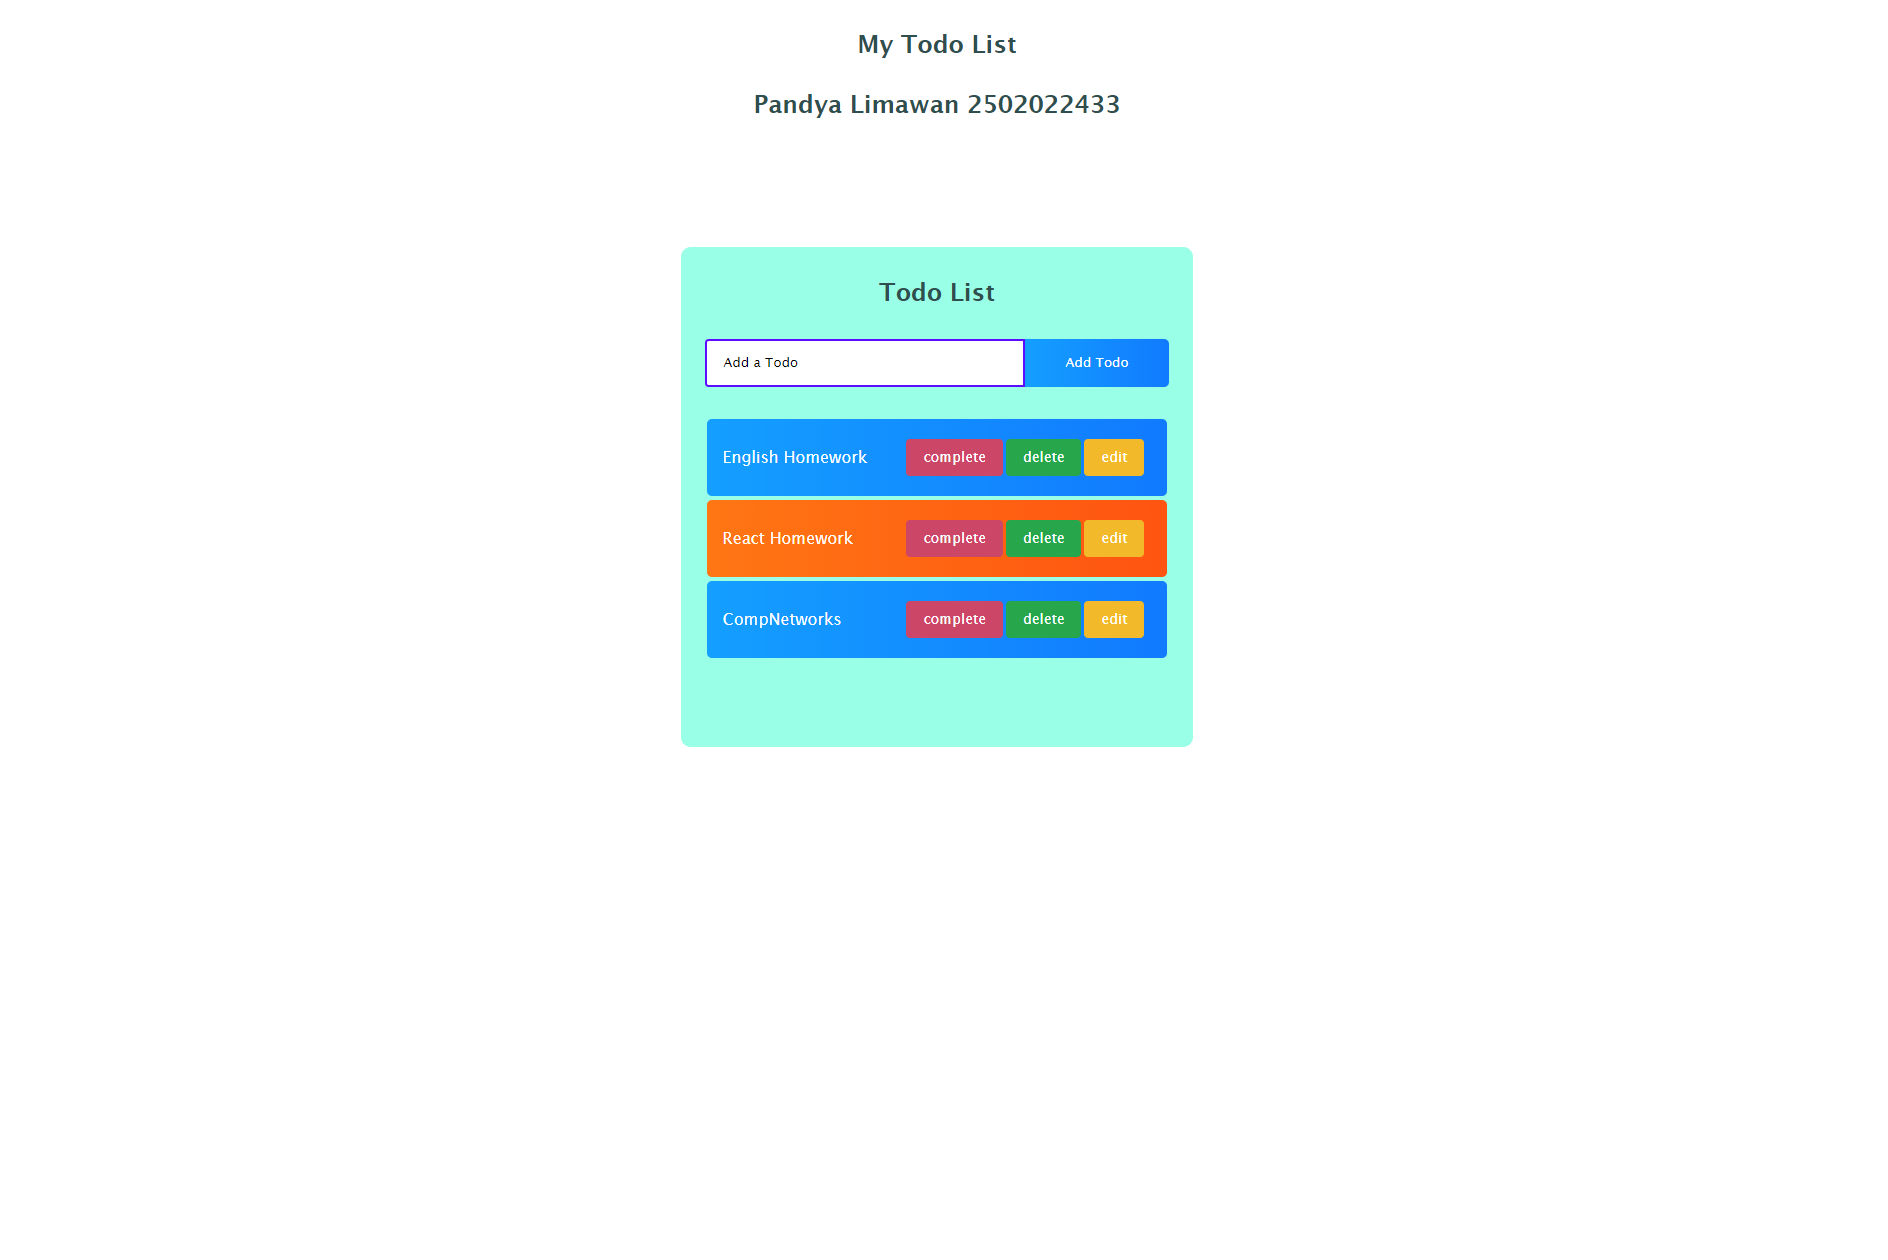 My Todo List
Pandya Limawan 2502022433
Todo List
Add a Todo Add Todo
English Homework complete delete edit
React Homework complete delete edit
CompNetworks complete delete edit